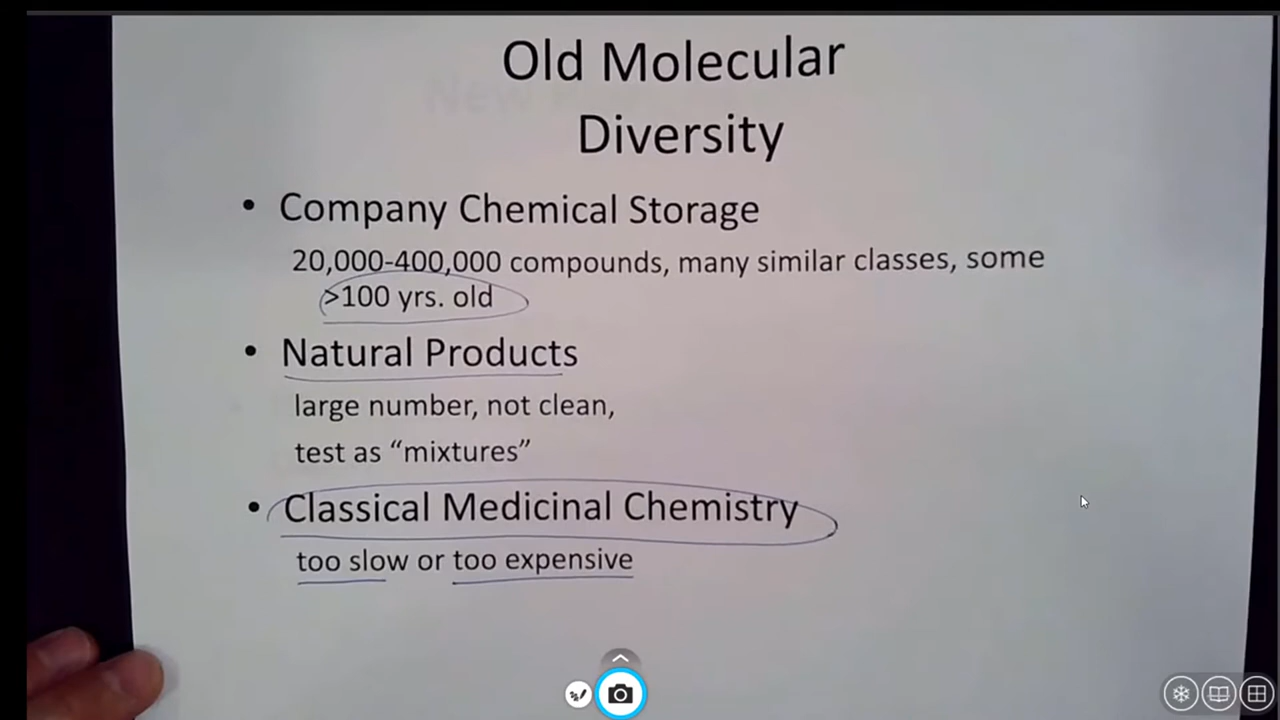 Old Molecular
Diversity
• Company Chemical Storage
20,000-400,000 compounds, many similar classes, some
>100 yrs. old
• Natural Products
large number, not clean,
test as “mixtures”
• Classical Medicinal Chemistry
too slow or too expensive